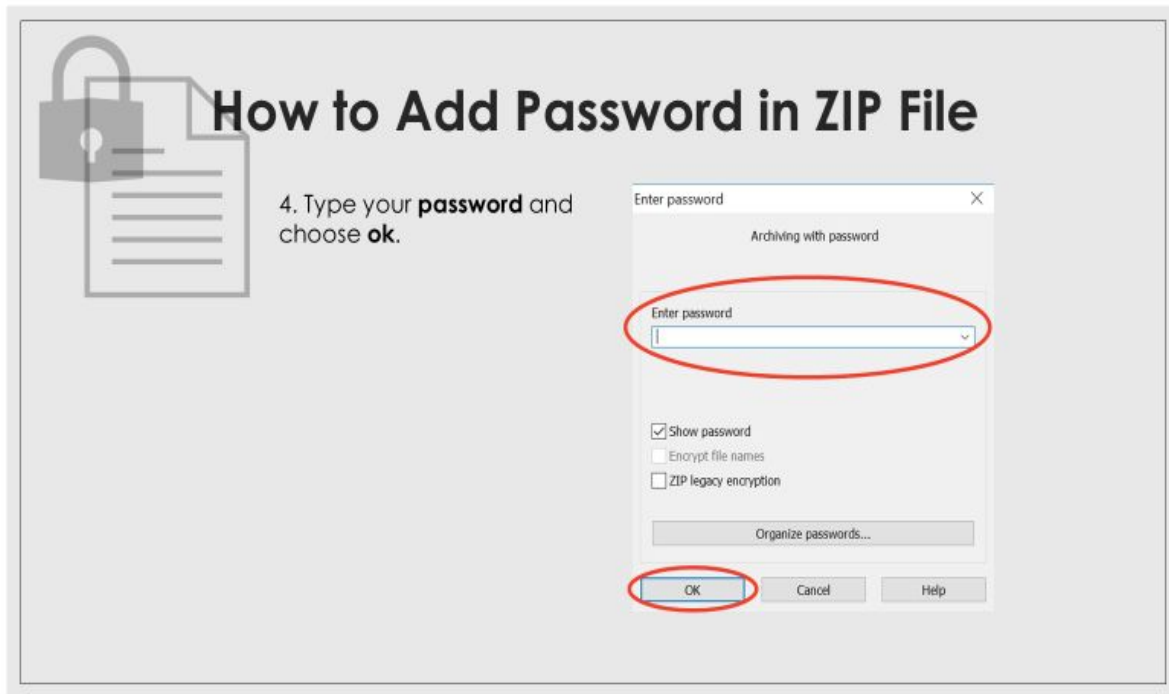 How to Add Password in ZIP File
4. Type your password and
choose ok.
Enter password
Archiving with password
Enter password
Show password
Encrypt file names
ZIP legacy encryption
Organize passwords...
OK Cancel Help